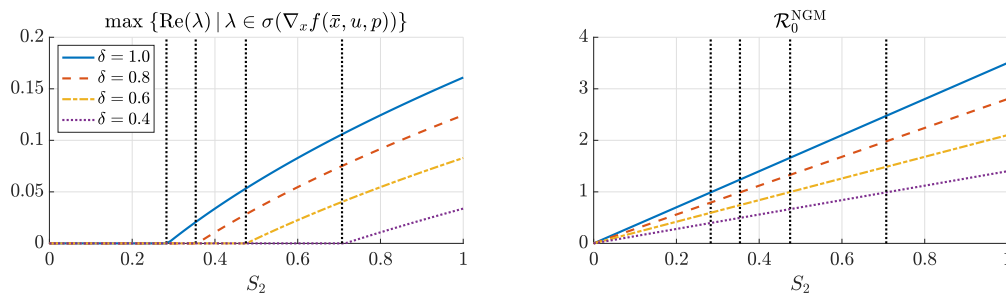 max {Re(λ) | λ ∈ σ(∇ₓf(x̄, u, p))}
0.2
0.15
0.1
0.05
0
δ = 1.0
δ = 0.8
δ = 0.6
δ = 0.4
0 0.2 0.4 0.6 0.8 1
S₂
ℛ₀ᴺᴳᴹ
4
3
2
1
0
0 0.2 0.4 0.6 0.8 1
S₂